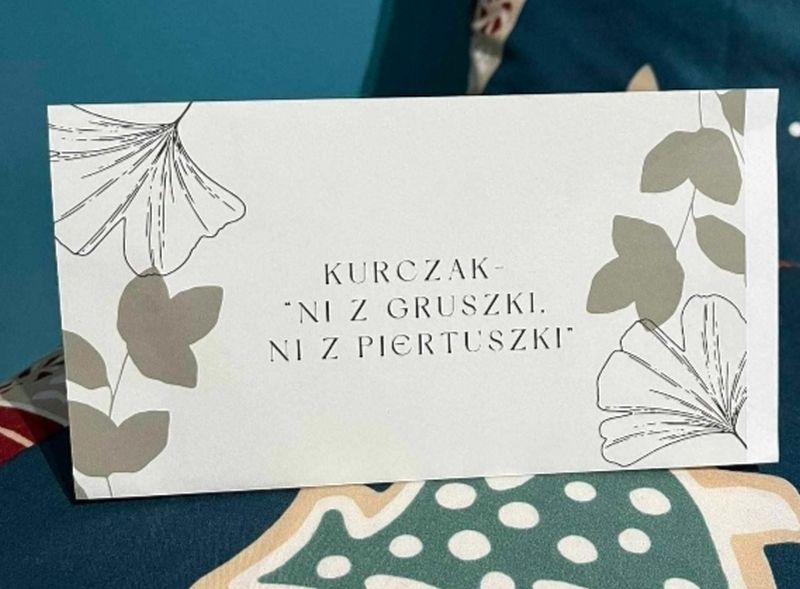 KURCZAK-
"NI Z GRUSZKI.
NI Z PIERTUSZKI"